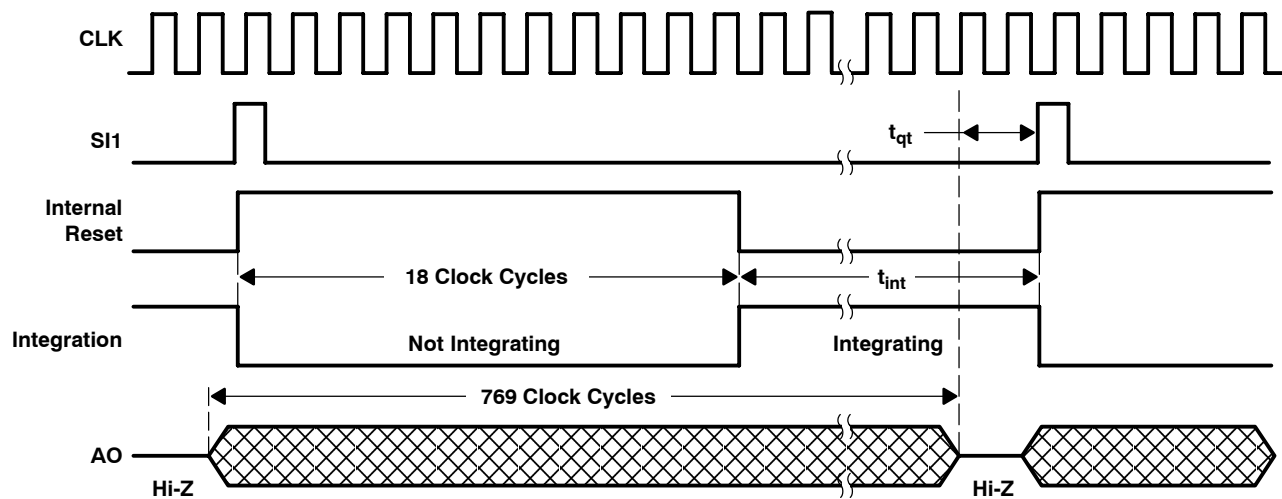 CLK
SI1
t_qt
Internal
Reset
18 Clock Cycles
t_int
Integration
Not Integrating
Integrating
769 Clock Cycles
AO
Hi-Z
Hi-Z